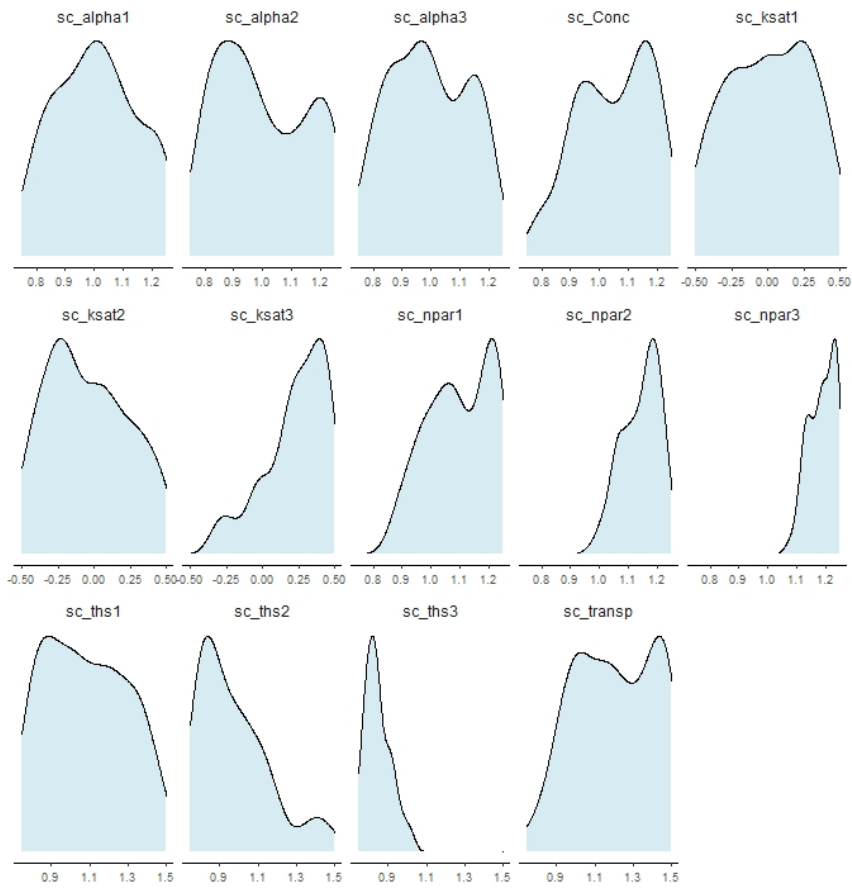 sc_alpha1 sc_alpha2 sc_alpha3 sc_Conc sc_ksat1
0.8 0.9 1.0 1.1 1.2 0.8 0.9 1.0 1.1 1.2 0.8 0.9 1.0 1.1 1.2 0.8 0.9 1.0 1.1 1.2 -0.50 -0.25 0.00 0.25 0.50
sc_ksat2 sc_ksat3 sc_npar1 sc_npar2 sc_npar3
-0.50 -0.25 0.00 0.25 0.50 -0.50 -0.25 0.00 0.25 0.50 0.8 0.9 1.0 1.1 1.2 0.8 0.9 1.0 1.1 1.2 0.8 0.9 1.0 1.1 1.2
sc_ths1 sc_ths2 sc_ths3 sc_transp
0.9 1.1 1.3 1.5 0.9 1.1 1.3 1.5 0.9 1.1 1.3 1.5 0.9 1.1 1.3 1.5